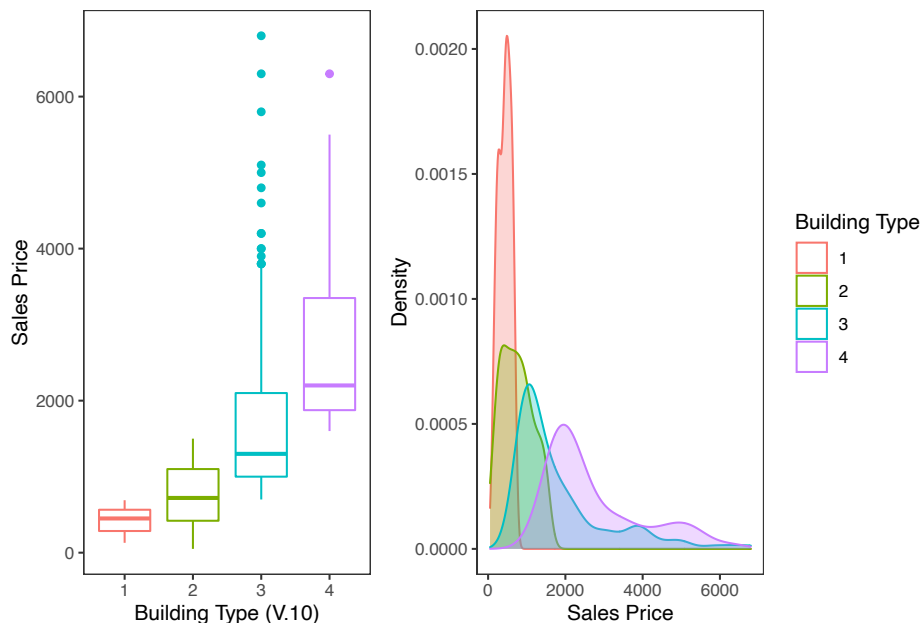 Sales Price
6000
4000
2000
0
1 2 3 4
Building Type (V.10)
Density
0.0020
0.0015
0.0010
0.0005
0.0000
0 2000 4000 6000
Sales Price
Building Type
1
2
3
4